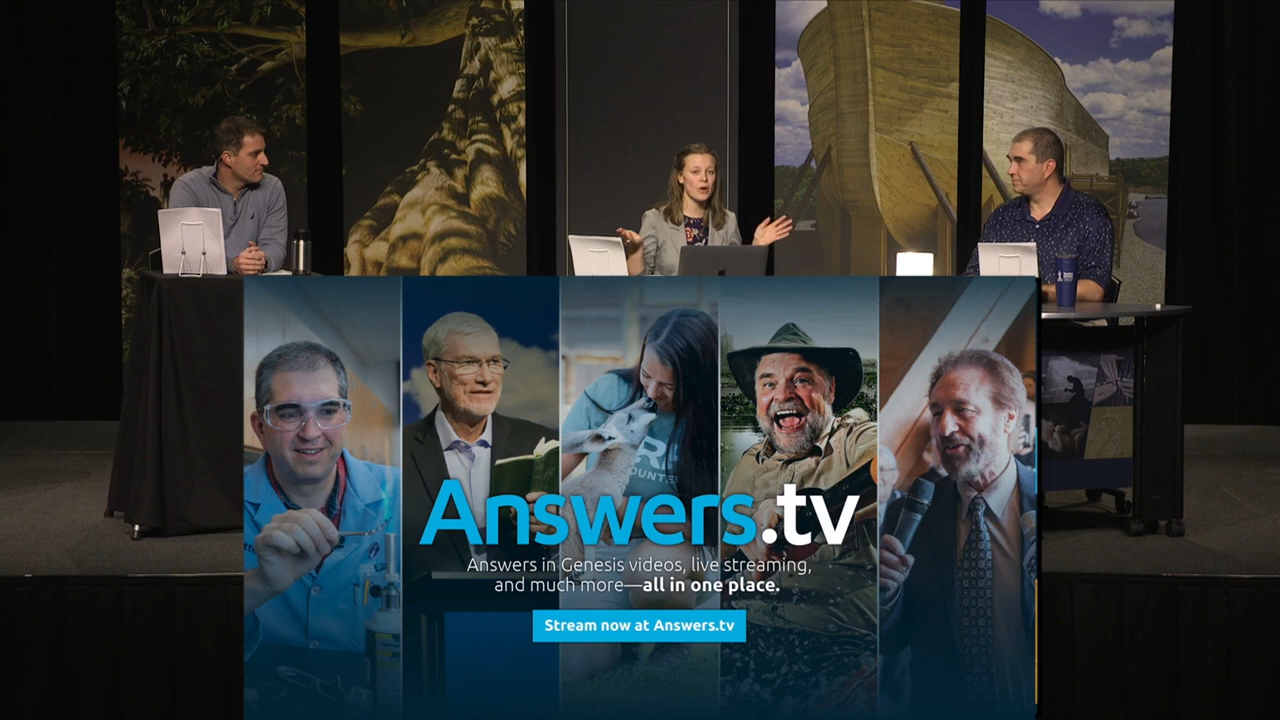 Answers.tv
Answers in Genesis videos, live streaming,
and much more—all in one place.
Stream now at Answers.tv